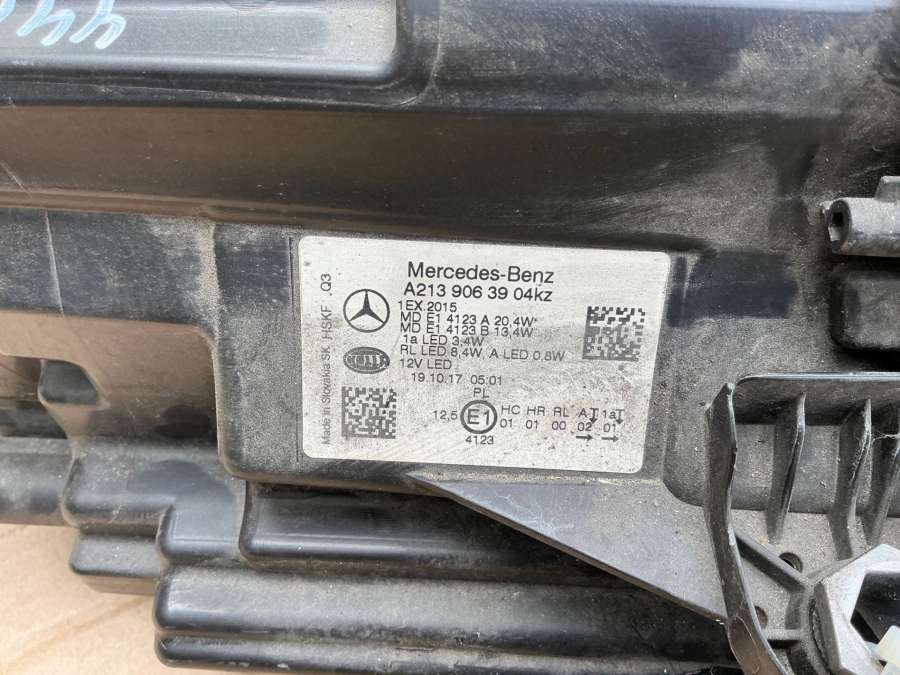 Mercedes-Benz
A213 906 39 04kz
1EX.2015
MD E1 4123 A 20,4W*
MD E1 4123 B 13,4W
1a LED 3,4W
RL LED 8,4W, A LED 0,8W
12V LED
19.10.17 05:01
PL
12,5 E1 HC HR RL A 1a
01 01 00 02 01
4123
Made in Slovakia SK HSKF .Q3
Hella